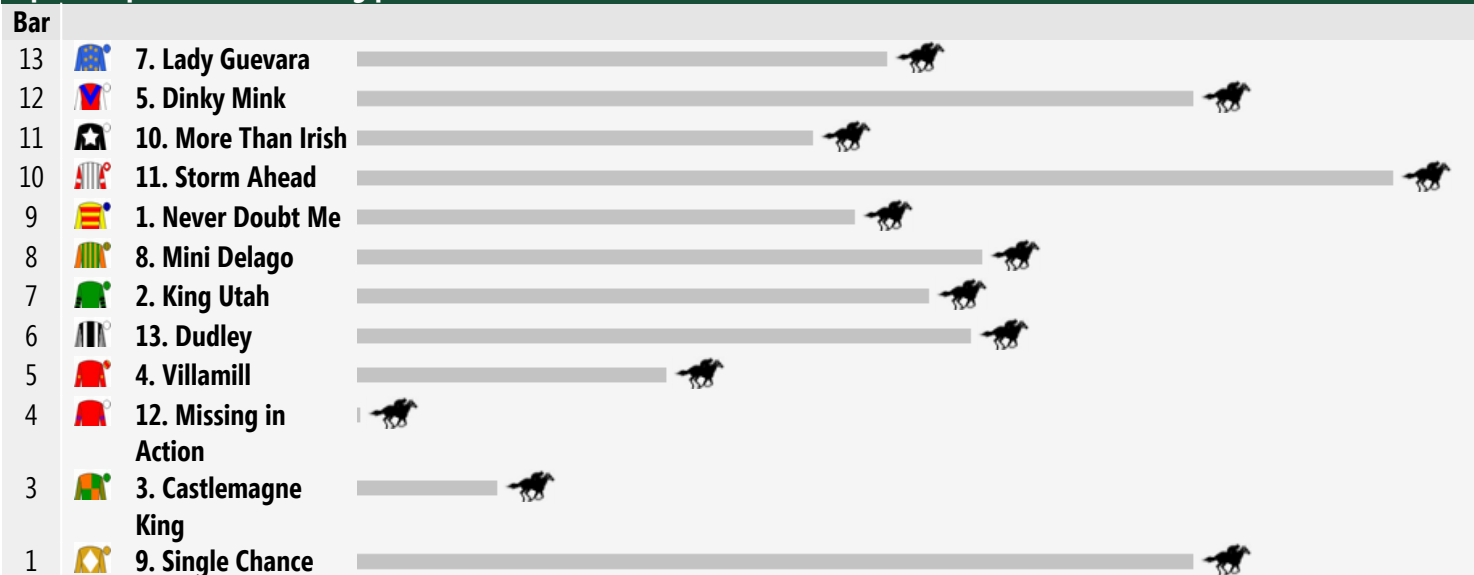 Bar
13 7. Lady Guevara
12 5. Dinky Mink
11 10. More Than Irish
10 11. Storm Ahead
9 1. Never Doubt Me
8 8. Mini Delago
7 2. King Utah
6 13. Dudley
5 4. Villamill
4 12. Missing in
Action
3 3. Castlemagne
King
1 9. Single Chance